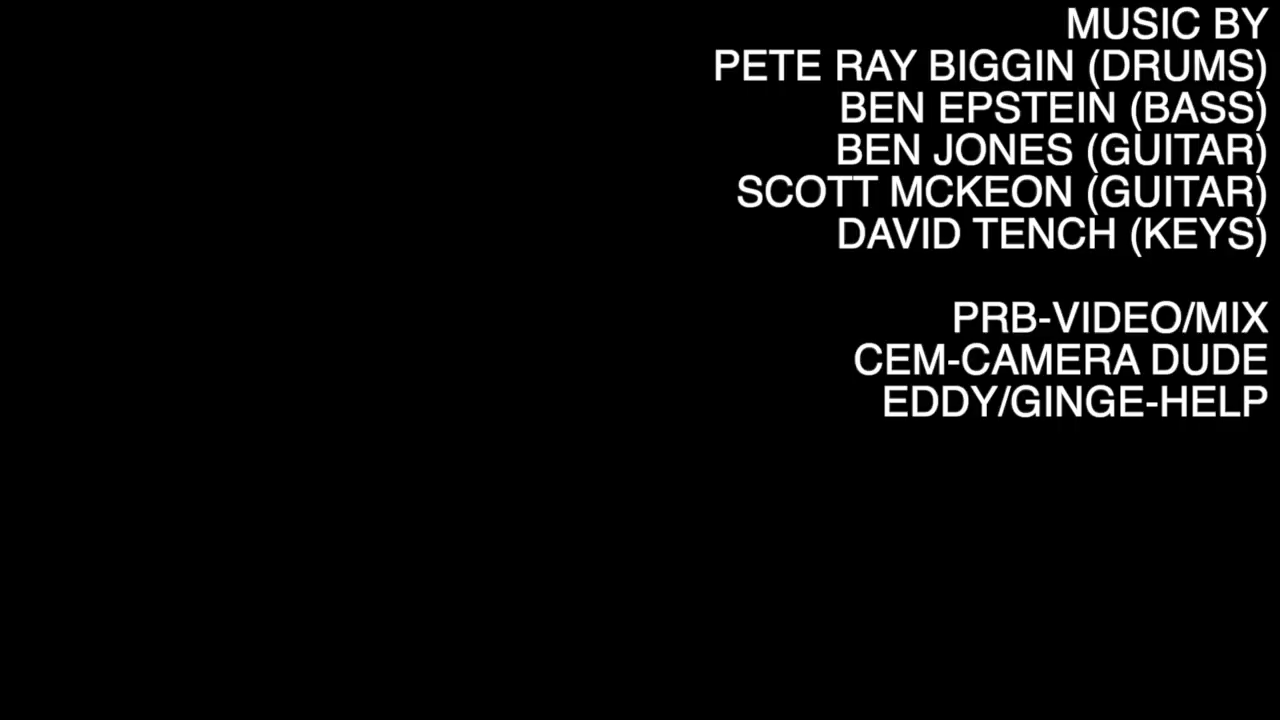 MUSIC BY
PETE RAY BIGGIN (DRUMS)
BEN EPSTEIN (BASS)
BEN JONES (GUITAR)
SCOTT MCKEON (GUITAR)
DAVID TENCH (KEYS)
PRB-VIDEO/MIX
CEM-CAMERA DUDE
EDDY/GINGE-HELP